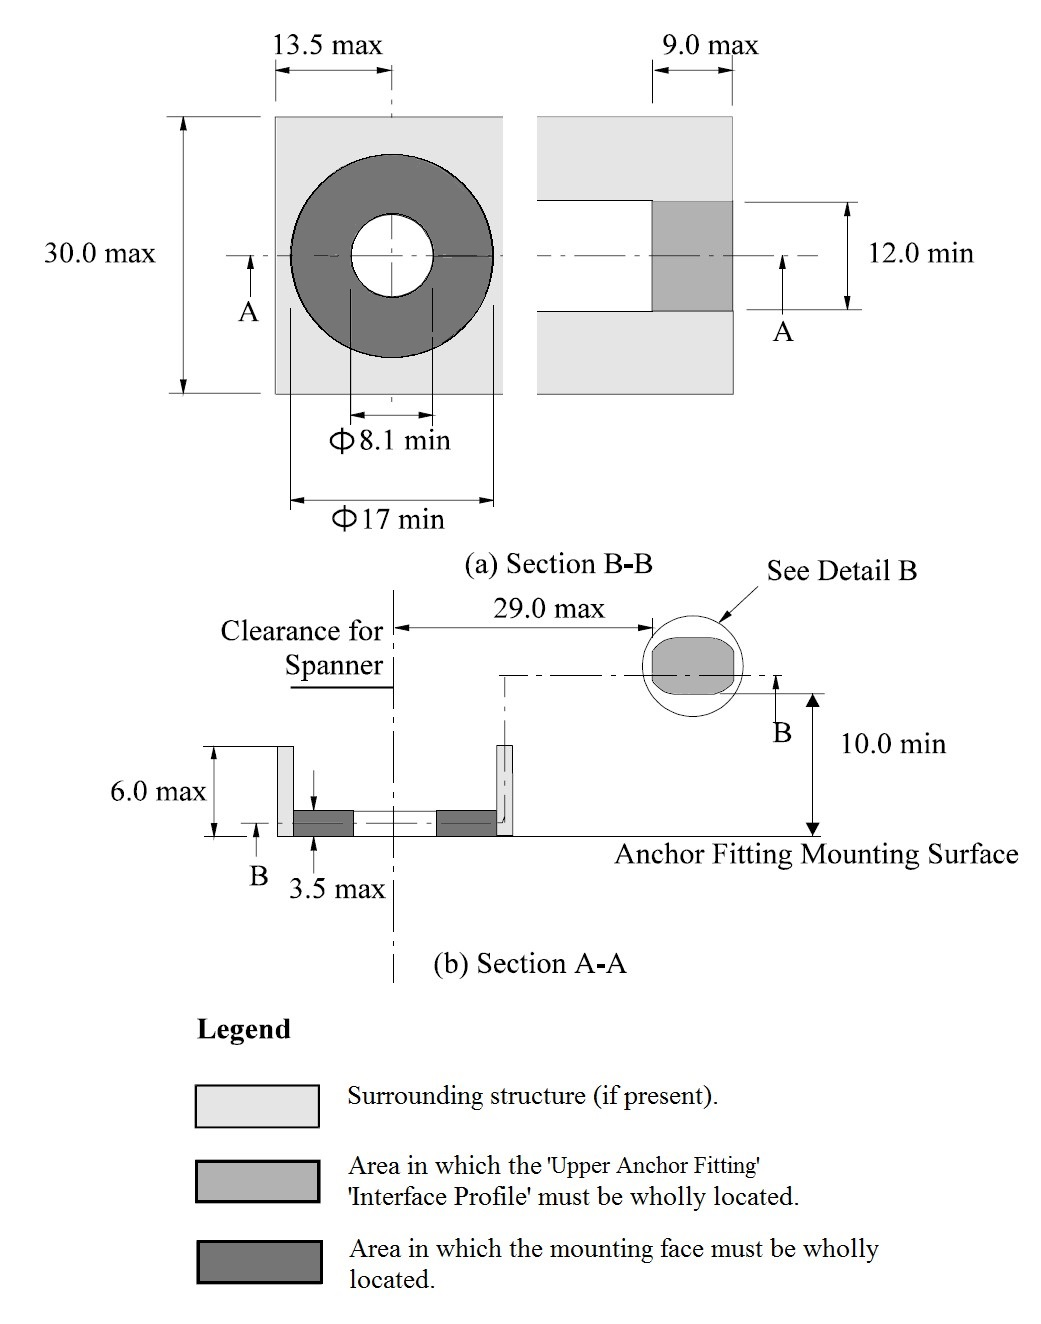 13.5 max
9.0 max
30.0 max
12.0 min
A
A
Φ8.1 min
Φ17 min
(a) Section B-B
See Detail B
29.0 max
Clearance for
Spanner
B
10.0 min
6.0 max
Anchor Fitting Mounting Surface
B
3.5 max
(b) Section A-A
Legend
Surrounding structure (if present).
Area in which the 'Upper Anchor Fitting'
'Interface Profile' must be wholly located.
Area in which the mounting face must be wholly
located.